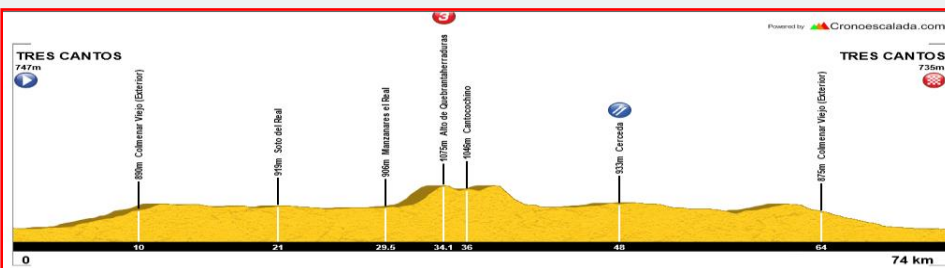 3
Powered by Cronoescalada.com
TRES CANTOS
747m
TRES CANTOS
735m
890m Colmenar Viejo (Exterior)
919m Soto del Real
906m Manzanares el Real
1075m Alto de Quebrantaherraduras
1046m Cantocochino
933m Cerceda
875m Colmenar Viejo (Exterior)
10
21
29.5
34.1
36
48
64
0
74 km